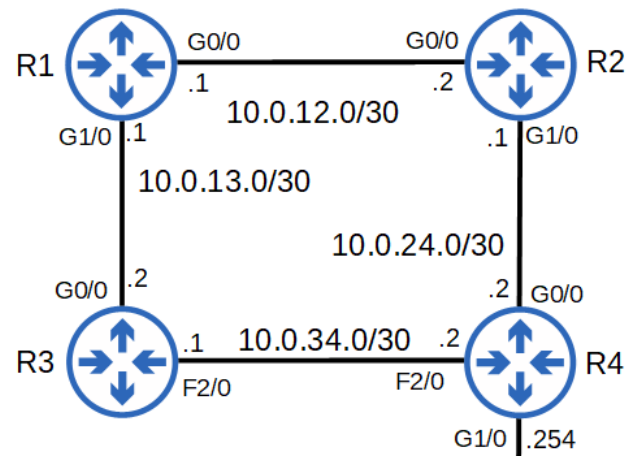 G0/0 G0/0
R1 R2
.1 .2
10.0.12.0/30
G1/0 .1 .1 G1/0
10.0.13.0/30
10.0.24.0/30
G0/0 .2 .2 G0/0
.1 10.0.34.0/30 .2
R3 R4
F2/0 F2/0
G1/0 .254